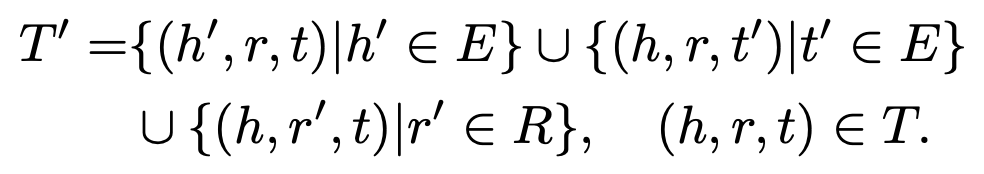 T′ ={(h′, r, t)|h′ ∈ E} ∪ {(h, r, t′)|t′ ∈ E}
∪ {(h, r′, t)|r′ ∈ R}, (h, r, t) ∈ T.